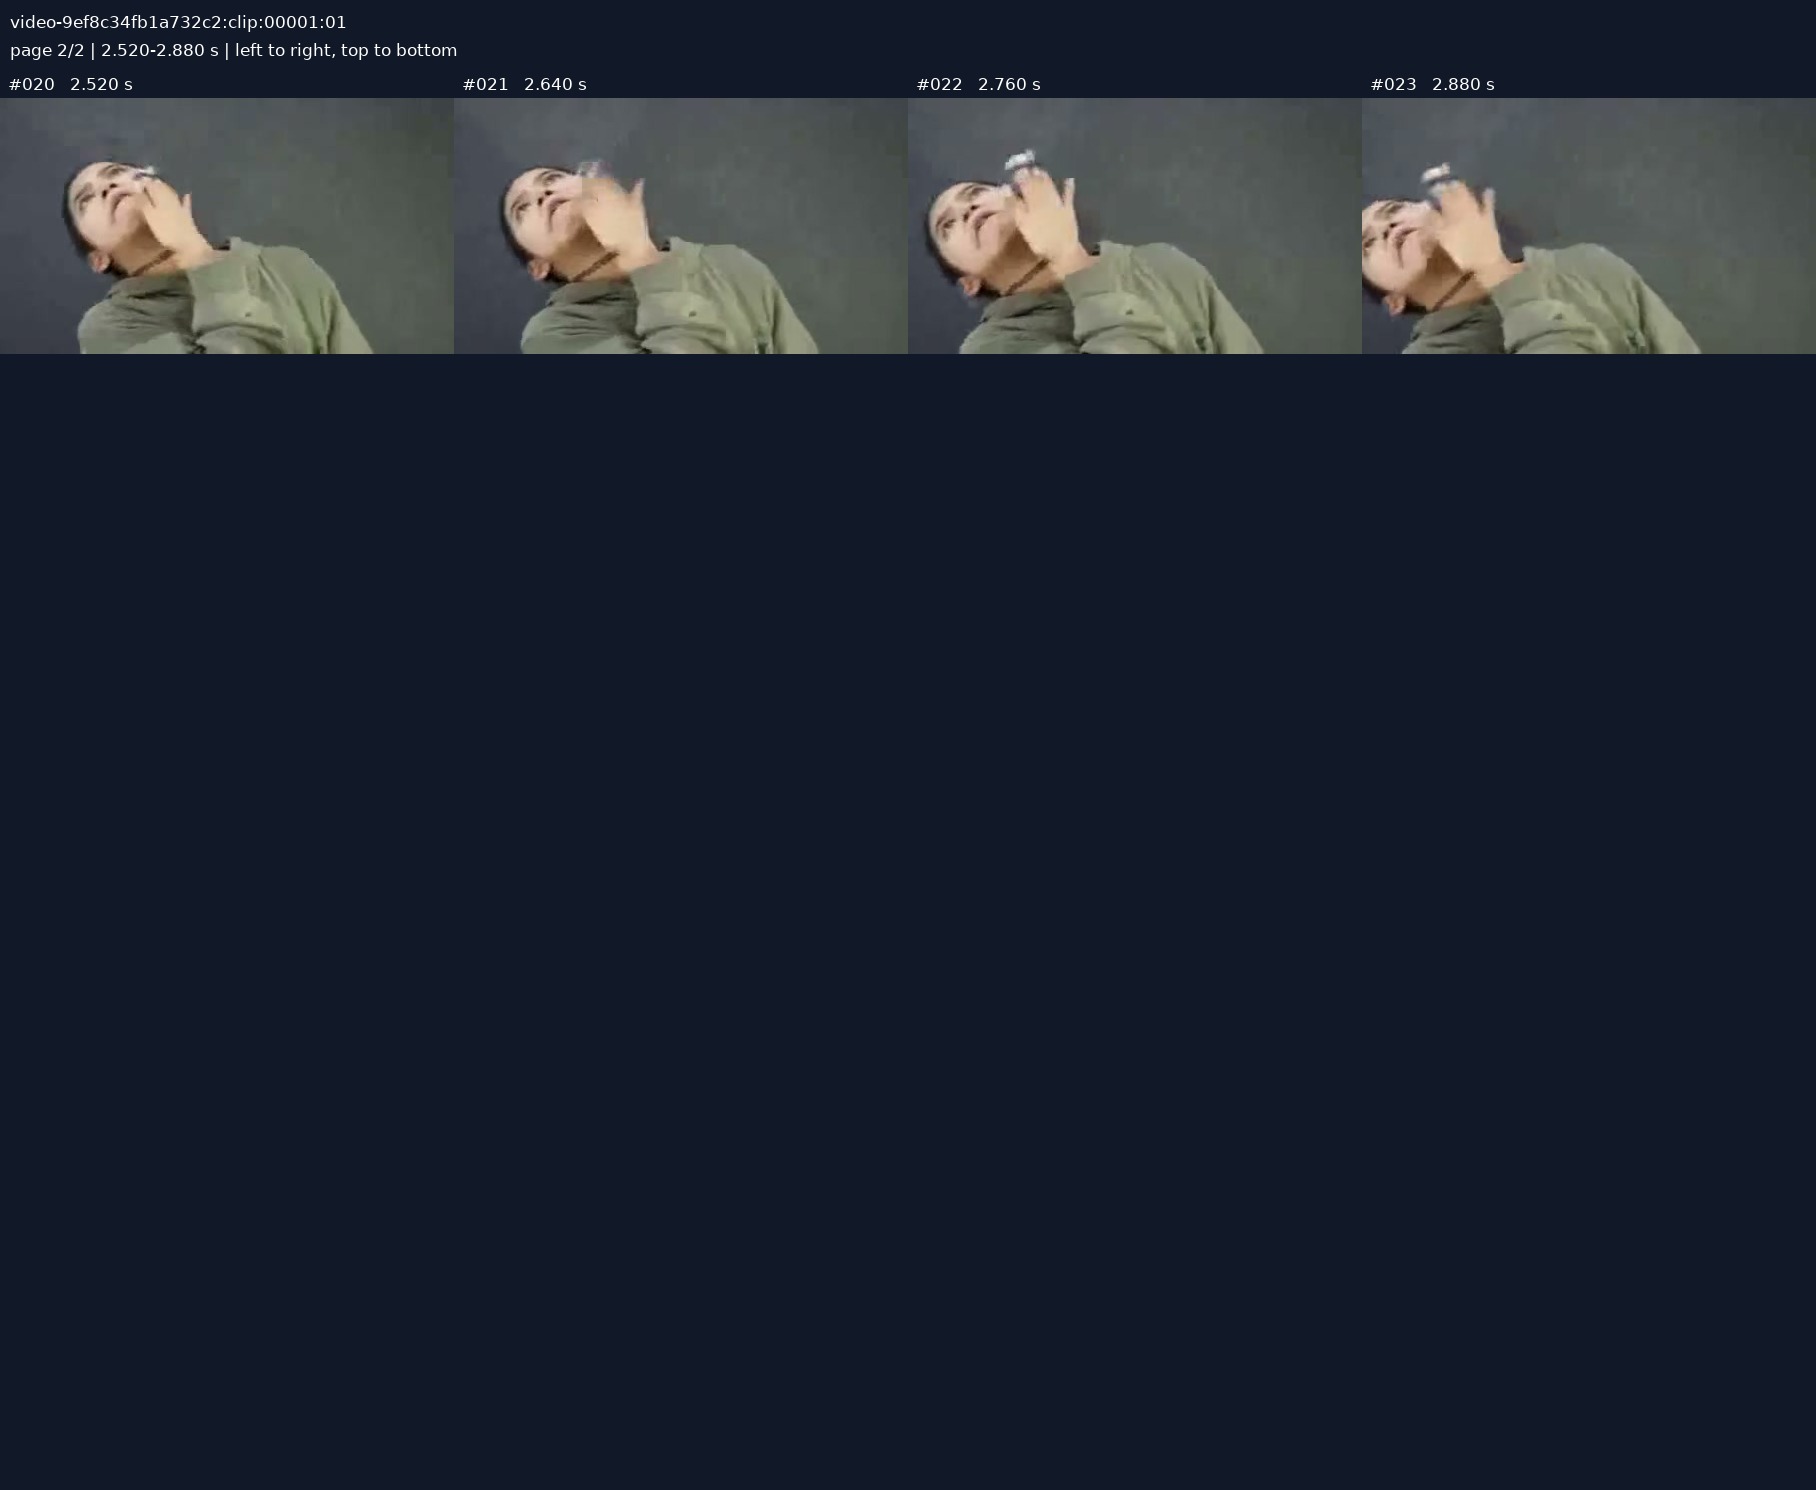 video-9ef8c34fb1a732c2:clip:00001:01
page 2/2 | 2.520-2.880 s | left to right, top to bottom
#020 2.520 s
#021 2.640 s
#022 2.760 s
#023 2.880 s